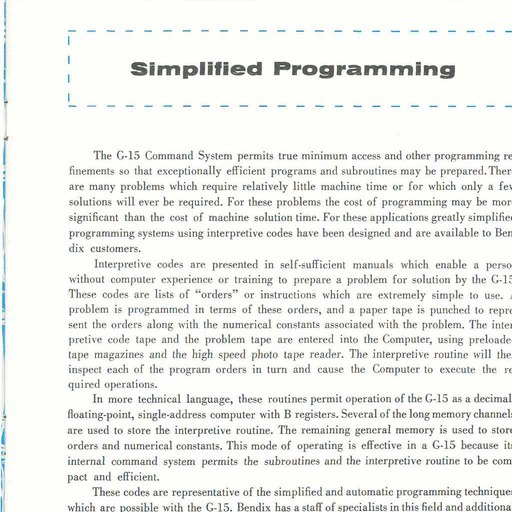 Simplified Programming
The G-15 Command System permits true minimum access and other programming re
finements so that exceptionally efficient programs and subroutines may be prepared. Ther
are many problems which require relatively little machine time or for which only a few
solutions will ever be required. For these problems the cost of programming may be mor
significant than the cost of machine solution time. For these applications greatly simplified
programming systems using interpretive codes have been designed and are available to Ben
dix customers.
Interpretive codes are presented in self-sufficient manuals which enable a perso
without computer experience or training to prepare a problem for solution by the G-15
These codes are lists of "orders" or instructions which are extremely simple to use. A
problem is programmed in terms of these orders, and a paper tape is punched to repre
sent the orders along with the numerical constants associated with the problem. The inter
pretive code tape and the problem tape are entered into the Computer, using preloade
tape magazines and the high speed photo tape reader. The interpretive routine will the
inspect each of the program orders in turn and cause the Computer to execute the re
quired operations.
In more technical language, these routines permit operation of the G-15 as a decimal
floating-point, single-address computer with B registers. Several of the long memory channels
are used to store the interpretive routine. The remaining general memory is used to store
orders and numerical constants. This mode of operating is effective in a G-15 because its
internal command system permits the subroutines and the interpretive routine to be com
pact and efficient.
These codes are representative of the simplified and automatic programming techniques
which are possible with the G-15. Bendix has a staff of specialists in this field and additiona